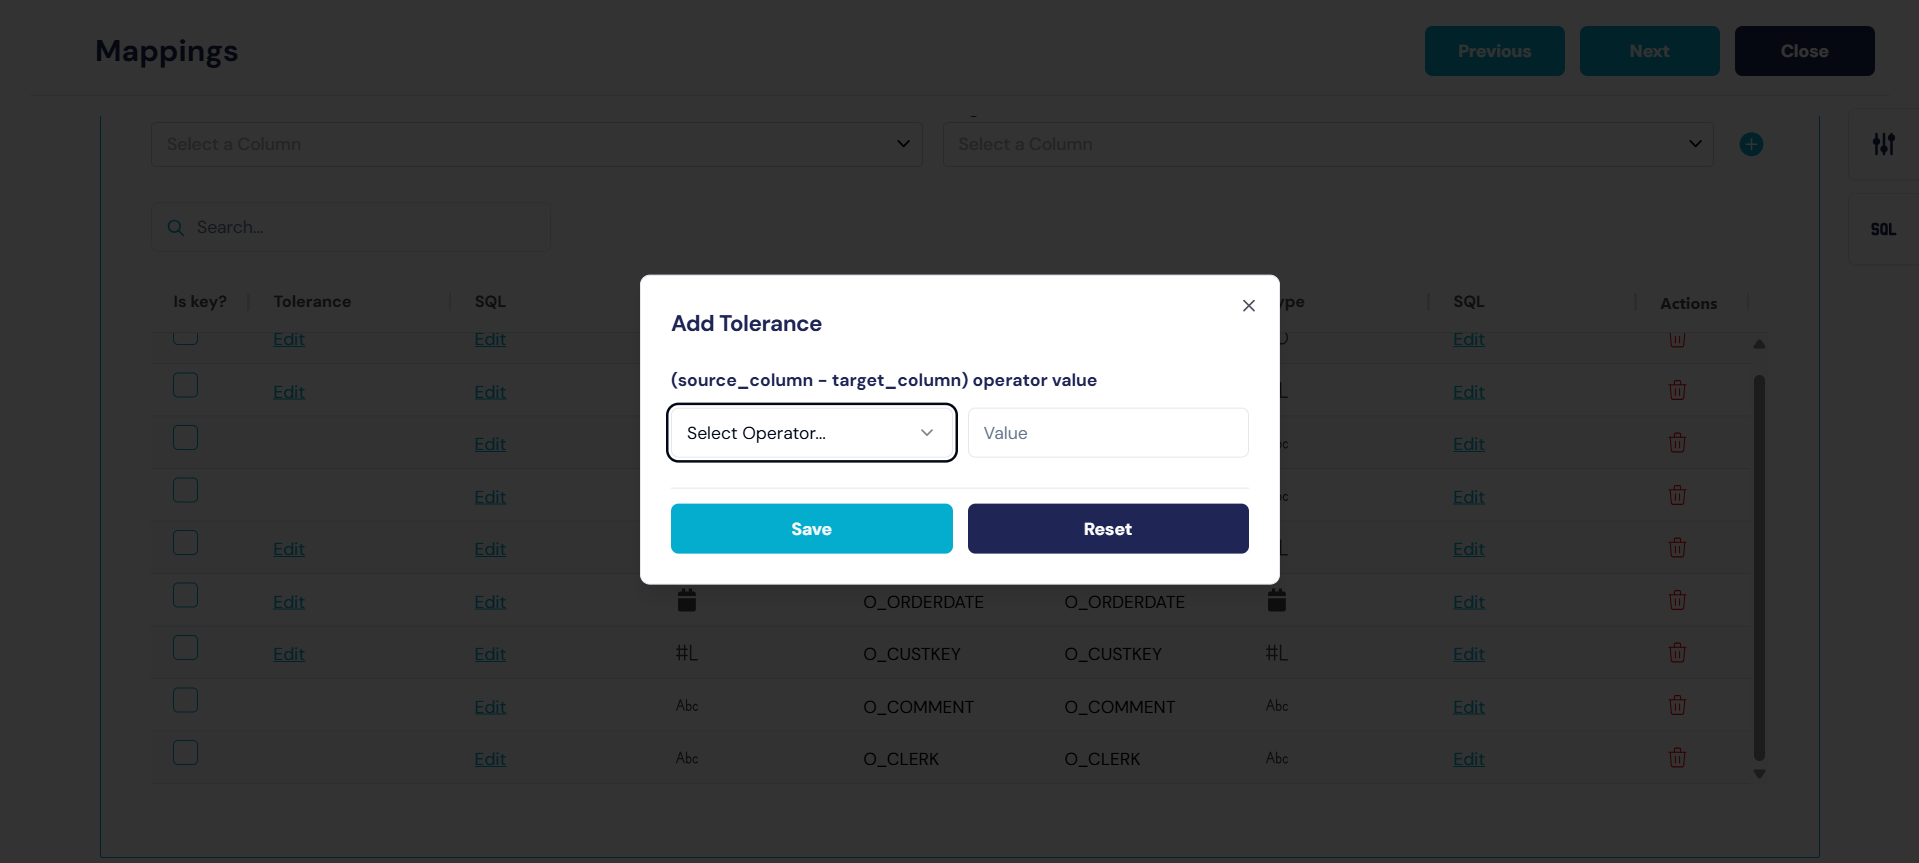 Mappings
Previous
Next
Close
Select a Column
Select a Column
Search...
SQL
Is key?
Tolerance
SQL
SQL
Actions
Edit Edit Edit
Edit Edit Edit
Edit Edit
Edit Edit
Edit Edit Edit
Add Tolerance
(source_column - target_column) operator value
Select Operator...
Value
Save
Reset
Edit Edit O_ORDERDATE O_ORDERDATE Edit
Edit Edit #L O_CUSTKEY O_CUSTKEY #L Edit
Edit Abc O_COMMENT O_COMMENT Abc Edit
Edit Abc O_CLERK O_CLERK Abc Edit